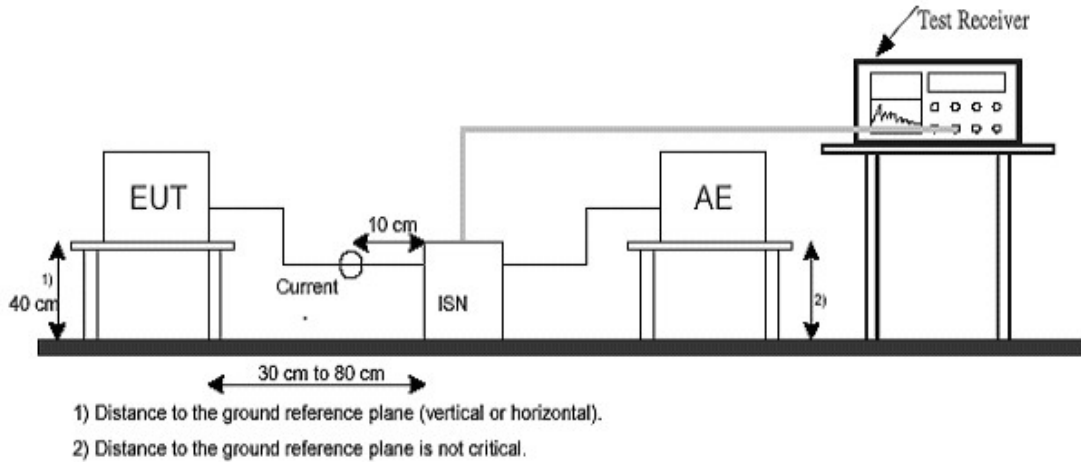 Test Receiver
EUT
AE
10 cm
1)
40 cm
Current
ISN
2)
30 cm to 80 cm
1) Distance to the ground reference plane (vertical or horizontal).
2) Distance to the ground reference plane is not critical.